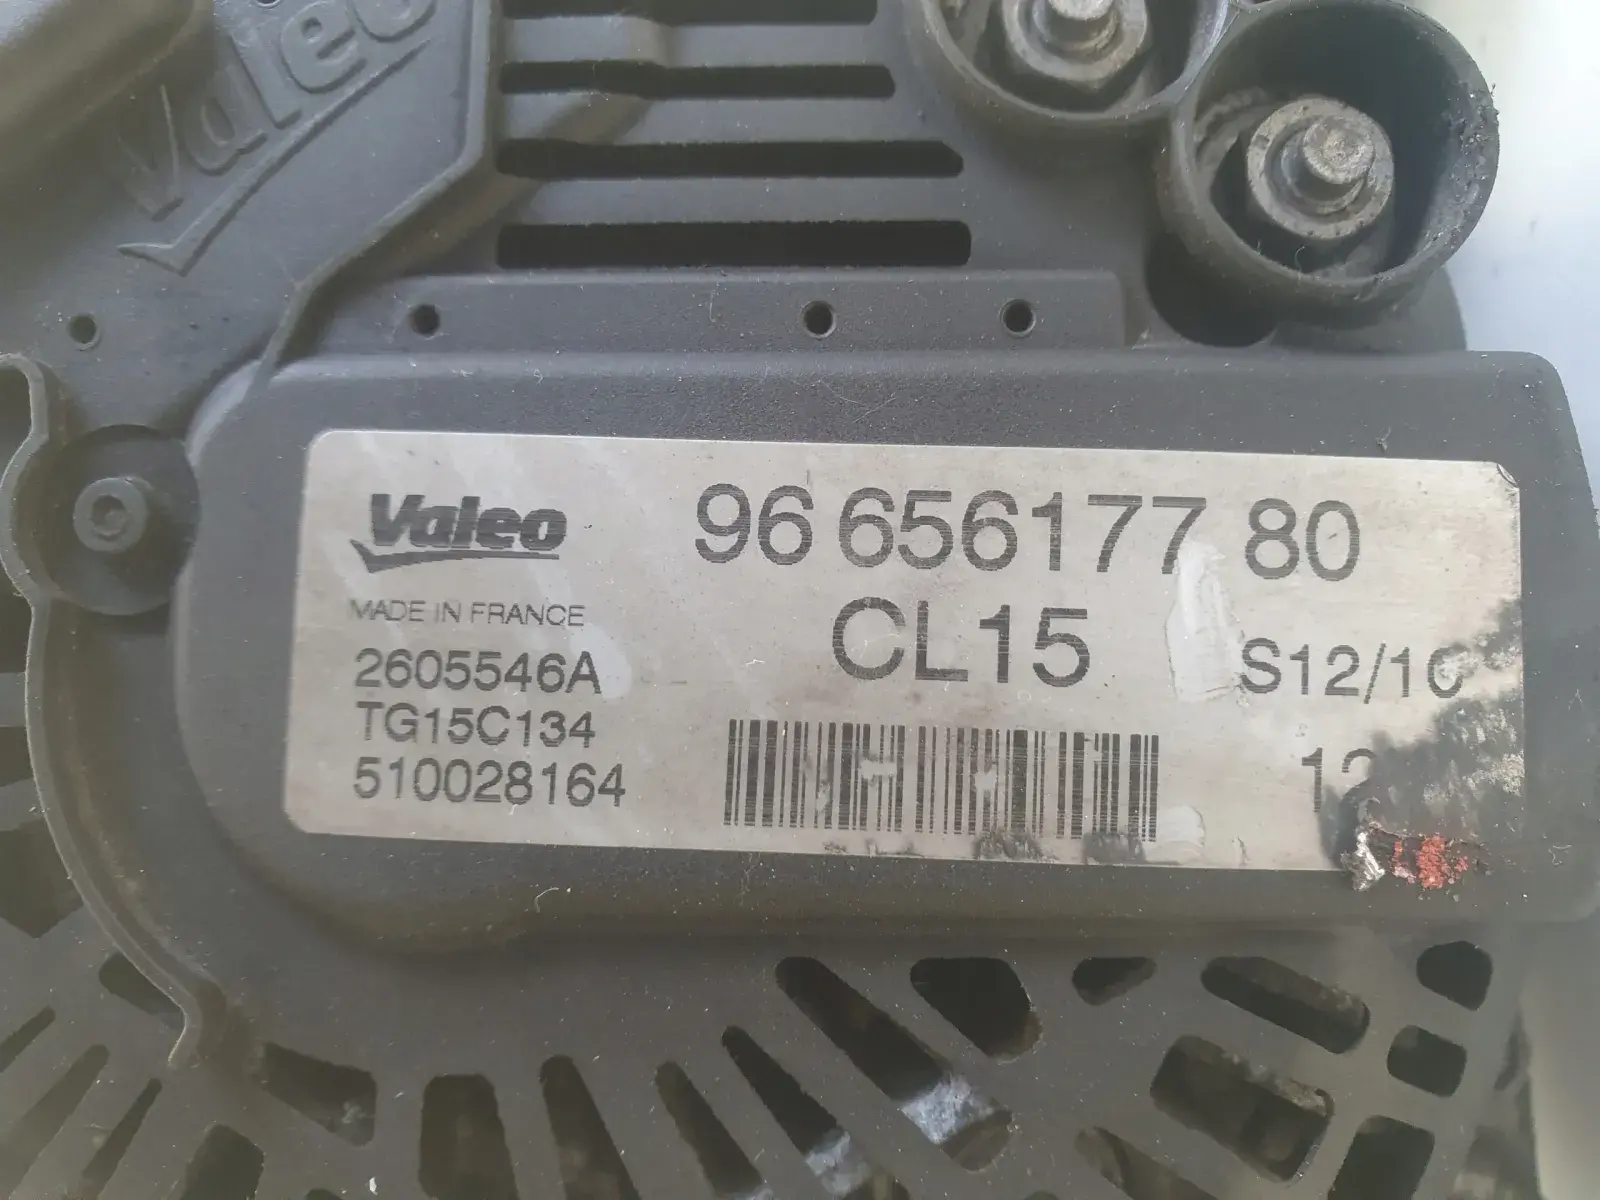 Valeo
Valeo
96 656177 80
MADE IN FRANCE
CL15
2605546A
S12/10
TG15C134
510028164